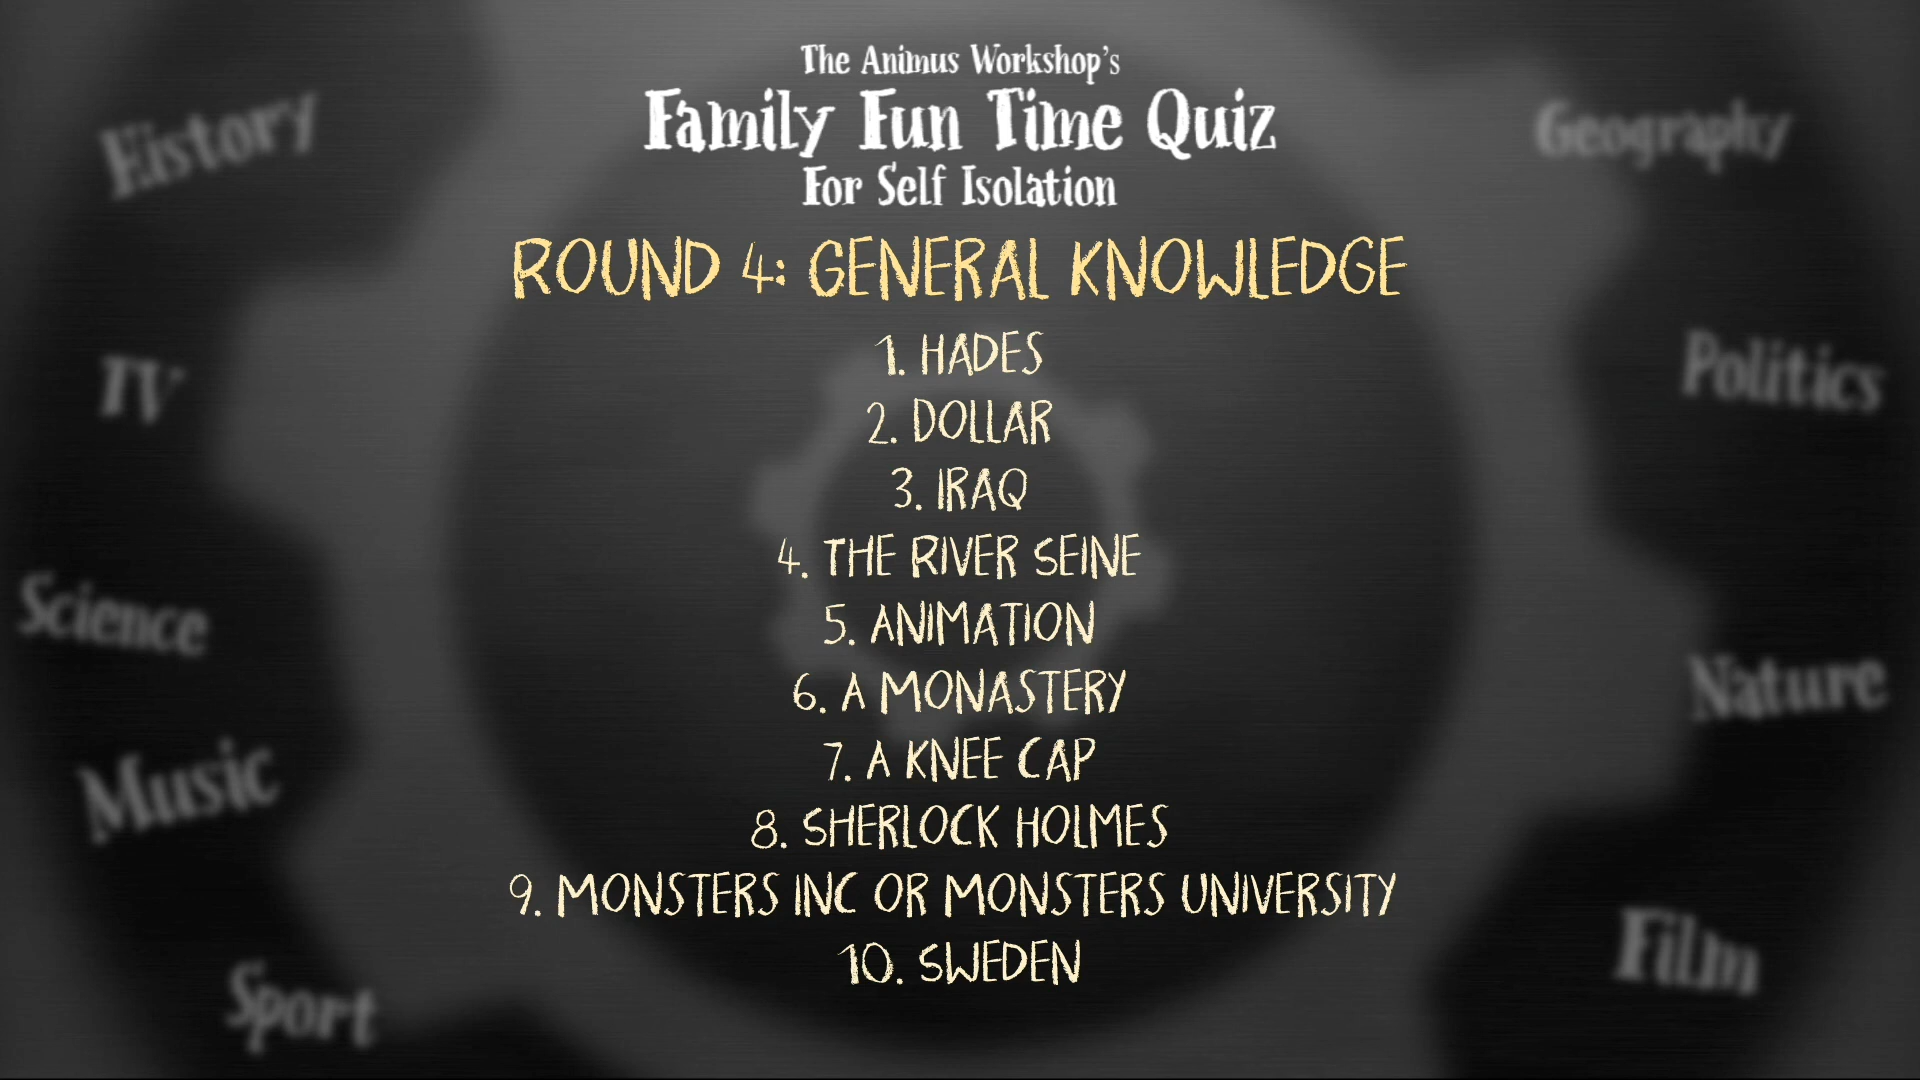 The Animus Workshop's
Family Fun Time Quiz
For Self Isolation
ROUND 4: GENERAL KNOWLEDGE
1. HADES
2. DOLLAR
3. IRAQ
4. THE RIVER SEINE
5. ANIMATION
6. A MONASTERY
7. A KNEE CAP
8. SHERLOCK HOLMES
9. MONSTERS INC OR MONSTERS UNIVERSITY
10. SWEDEN
History
TV
Science
Music
Sport
Geography
Politics
Nature
Film